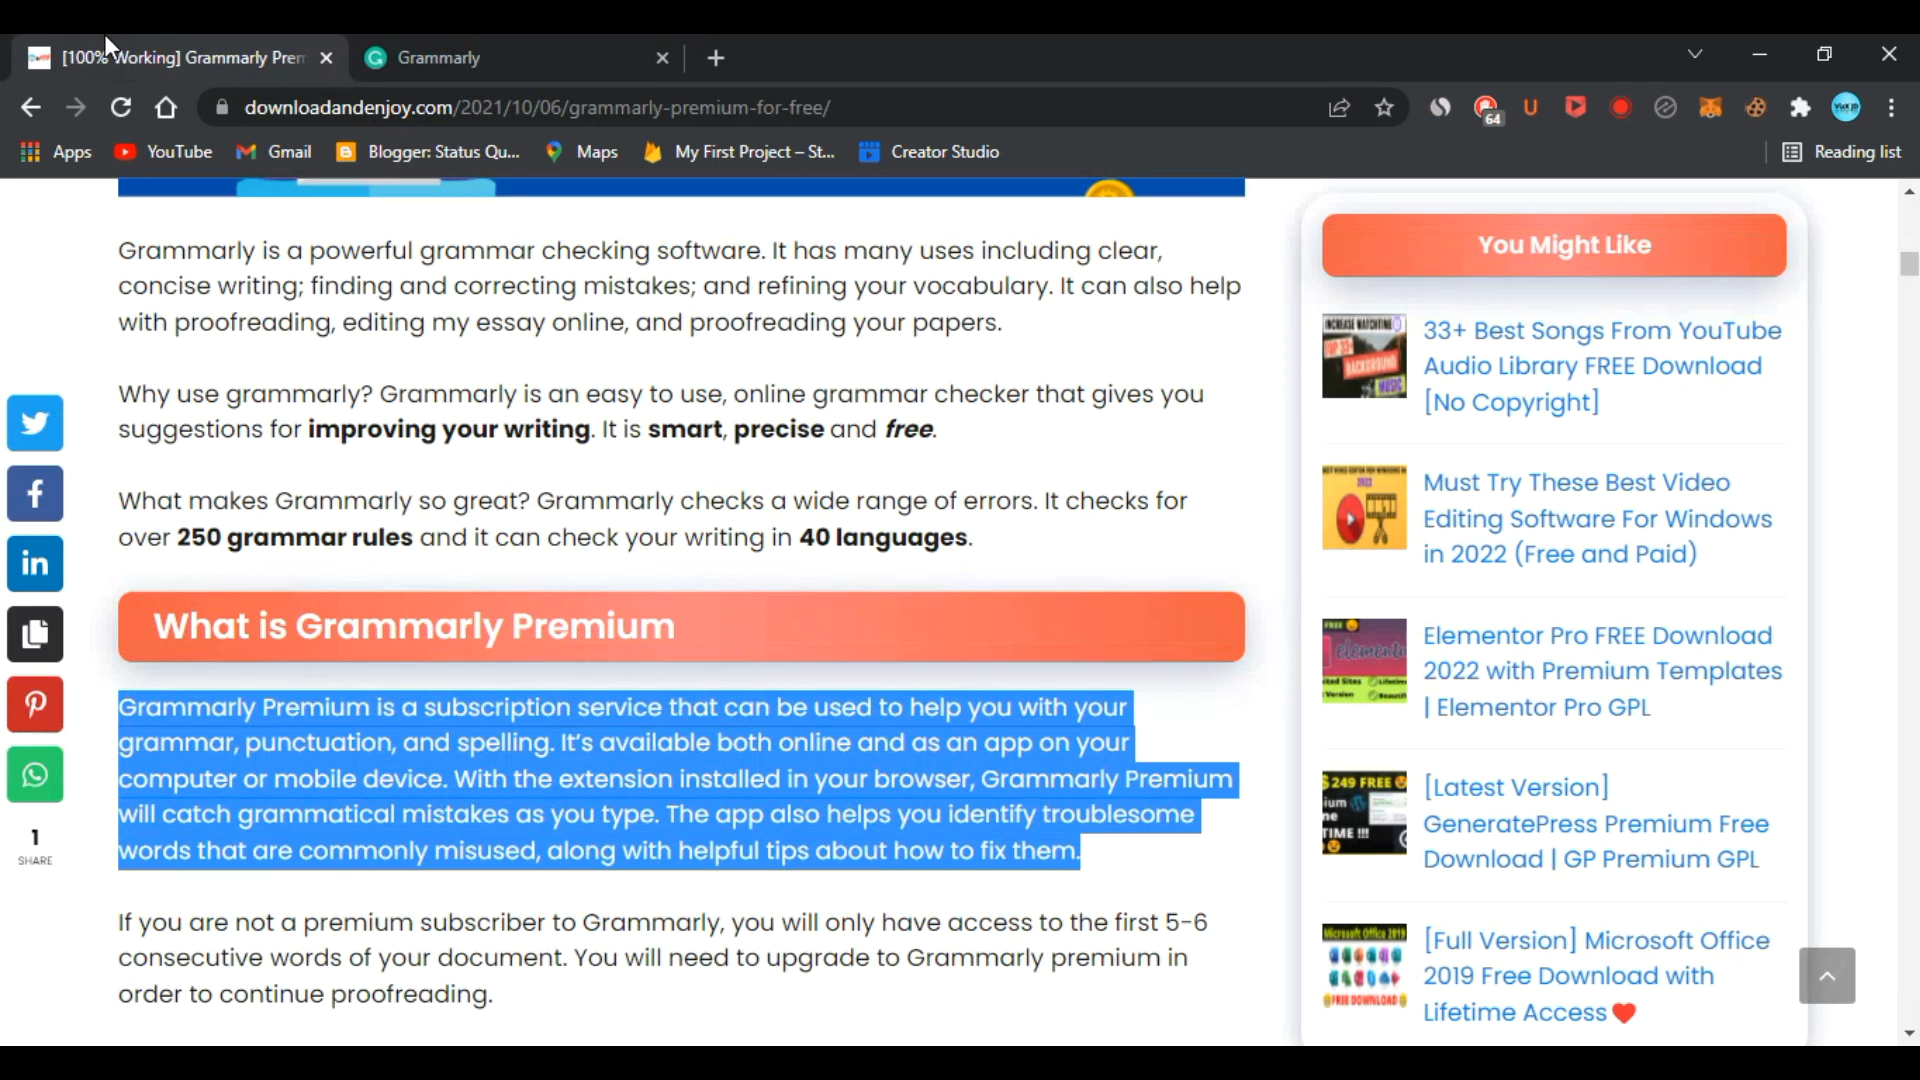 [100% Working] Grammarly Prem
Grammarly
downloadandenjoy.com/2021/10/06/grammarly-premium-for-free/
64
Apps
YouTube
Gmail
Blogger: Status Qu...
Maps
My First Project – St...
Creator Studio
Reading list
Grammarly is a powerful grammar checking software. It has many uses including clear,
concise writing; finding and correcting mistakes; and refining your vocabulary. It can also help
with proofreading, editing my essay online, and proofreading your papers.
Why use grammarly? Grammarly is an easy to use, online grammar checker that gives you
suggestions for improving your writing. It is smart, precise and free.
What makes Grammarly so great? Grammarly checks a wide range of errors. It checks for
over 250 grammar rules and it can check your writing in 40 languages.
What is Grammarly Premium
Grammarly Premium is a subscription service that can be used to help you with your
grammar, punctuation, and spelling. It's available both online and as an app on your
computer or mobile device. With the extension installed in your browser, Grammarly Premium
will catch grammatical mistakes as you type. The app also helps you identify troublesome
words that are commonly misused, along with helpful tips about how to fix them.
If you are not a premium subscriber to Grammarly, you will only have access to the first 5-6
consecutive words of your document. You will need to upgrade to Grammarly premium in
order to continue proofreading.
1
SHARE
You Might Like
INCREASE WATCHTIME
BACKGROUND
MUSIC
33+ Best Songs From YouTube
Audio Library FREE Download
[No Copyright]
2022
Must Try These Best Video
Editing Software For Windows
in 2022 (Free and Paid)
FREE
Elementor Pro FREE Download
2022 with Premium Templates
| Elementor Pro GPL
$249 FREE
[Latest Version]
GeneratePress Premium Free
Download | GP Premium GPL
Microsoft Office 2019
FREE DOWNLOAD
[Full Version] Microsoft Office
2019 Free Download with
Lifetime Access